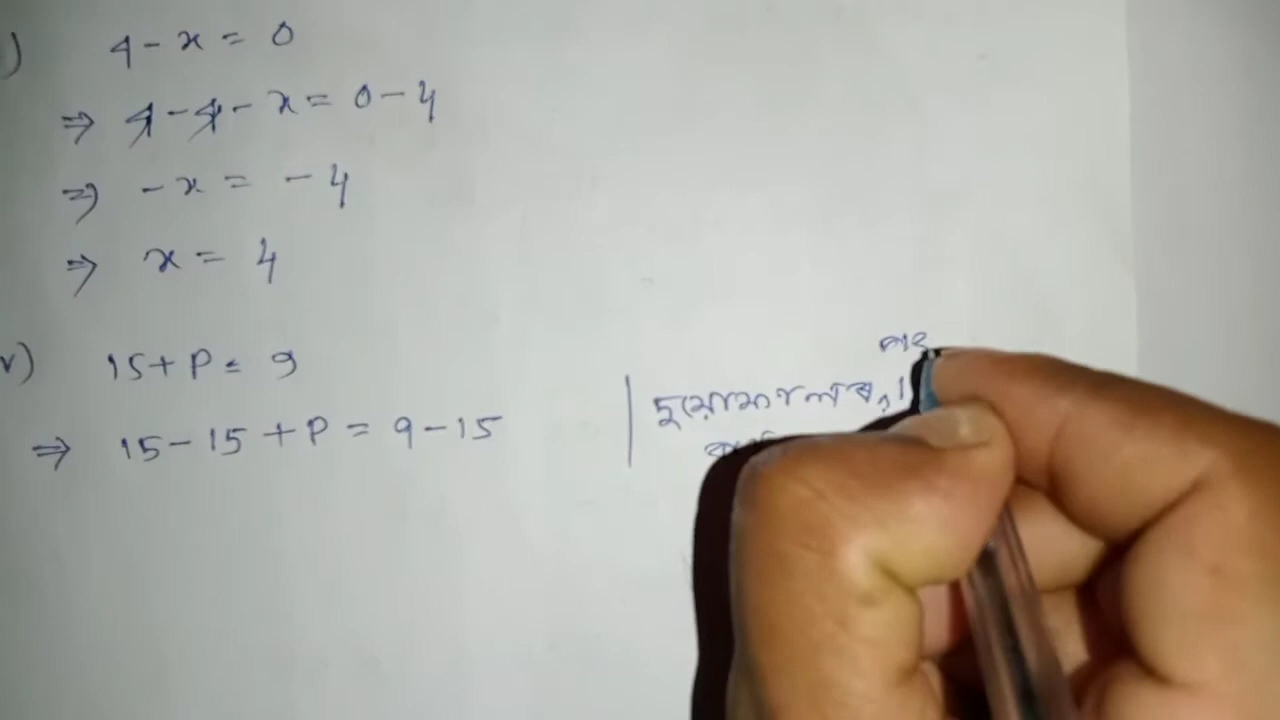 ) 4 - x = 0
⇒ 4 - 4 - x = 0 - 4
⇒ - x = - 4
⇒ x = 4
v) 15 + P = 9
⇒ 15 - 15 + P = 9 - 15